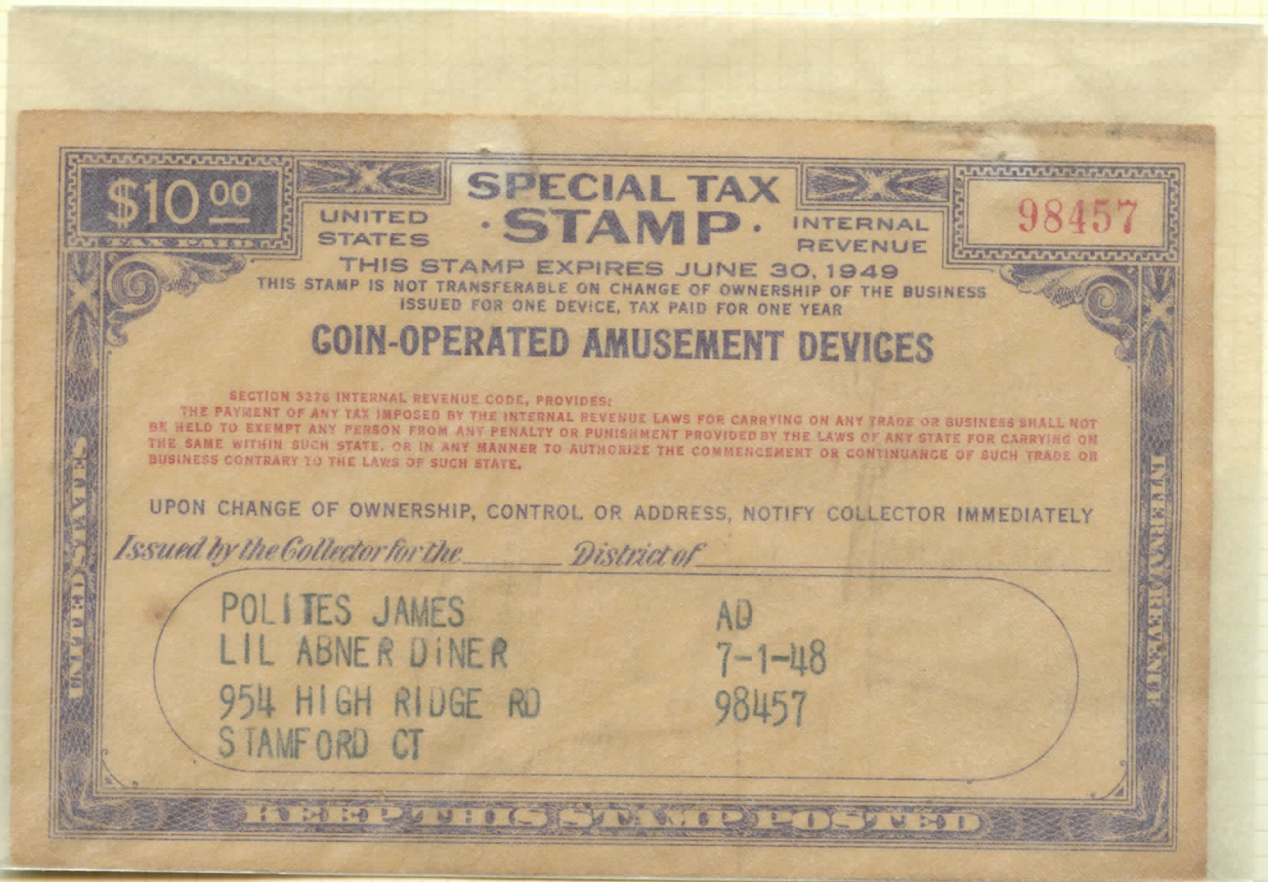 $10 00
TAX PAID
UNITED STATES
SPECIAL TAX
· STAMP ·
INTERNAL REVENUE
98457
THIS STAMP EXPIRES JUNE 30, 1949
THIS STAMP IS NOT TRANSFERABLE ON CHANGE OF OWNERSHIP OF THE BUSINESS
ISSUED FOR ONE DEVICE, TAX PAID FOR ONE YEAR
COIN-OPERATED AMUSEMENT DEVICES
SECTION 3276 INTERNAL REVENUE CODE, PROVIDES:
THE PAYMENT OF ANY TAX IMPOSED BY THE INTERNAL REVENUE LAWS FOR CARRYING ON ANY TRADE OR BUSINESS SHALL NOT
BE HELD TO EXEMPT ANY PERSON FROM ANY PENALTY OR PUNISHMENT PROVIDED BY THE LAWS OF ANY STATE FOR CARRYING ON
THE SAME WITHIN SUCH STATE, OR IN ANY MANNER TO AUTHORIZE THE COMMENCEMENT OR CONTINUANCE OF SUCH TRADE OR
BUSINESS CONTRARY TO THE LAWS OF SUCH STATE.
UPON CHANGE OF OWNERSHIP, CONTROL OR ADDRESS, NOTIFY COLLECTOR IMMEDIATELY
Issued by the Collector for the District of
POLITES JAMES AD
LIL ABNER DINER 7-1-48
954 HIGH RIDGE RD 98457
STAMFORD CT
UNITED STATES
INTERNAL REVENUE
KEEP THIS STAMP POSTED